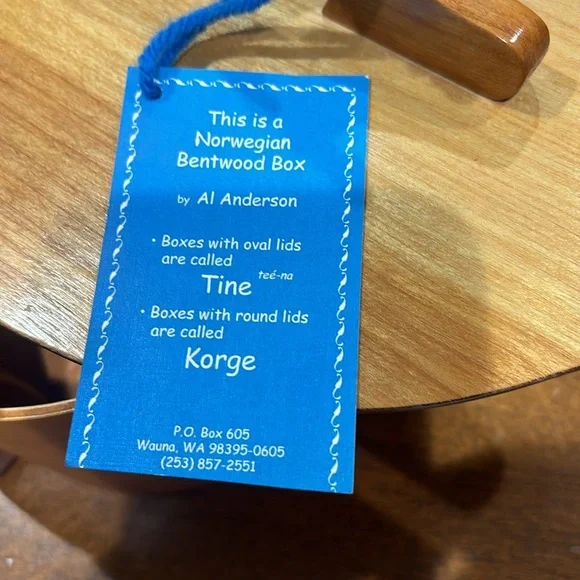 This is a
Norwegian
Bentwood Box
by Al Anderson
• Boxes with oval lids
are called
teé-na
Tine
• Boxes with round lids
are called
Korge
P.O. Box 605
Wauna, WA 98395-0605
(253) 857-2551